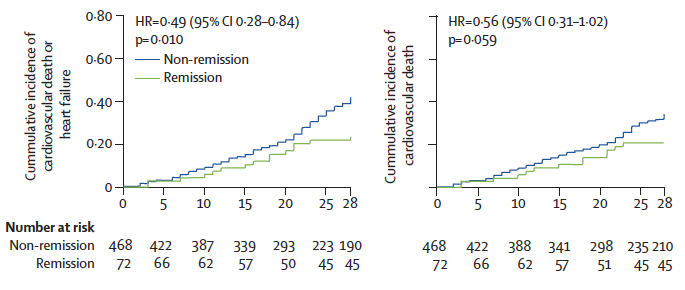 Cummulative incidence of
cardiovascular death or
heart failure
0·80
0·60
0·40
0·20
0
HR=0·49 (95% CI 0·28–0·84)
p=0·010
Non-remission
Remission
0 5 10 15 20 25 28
Cummulative incidence of
cardiovascular death
HR=0·56 (95% CI 0·31–1·02)
p=0·059
0 5 10 15 20 25 28
Number at risk
Non-remission 468 422 387 339 293 223 190 468 422 388 341 298 235 210
Remission 72 66 62 57 50 45 45 72 66 62 57 51 45 45